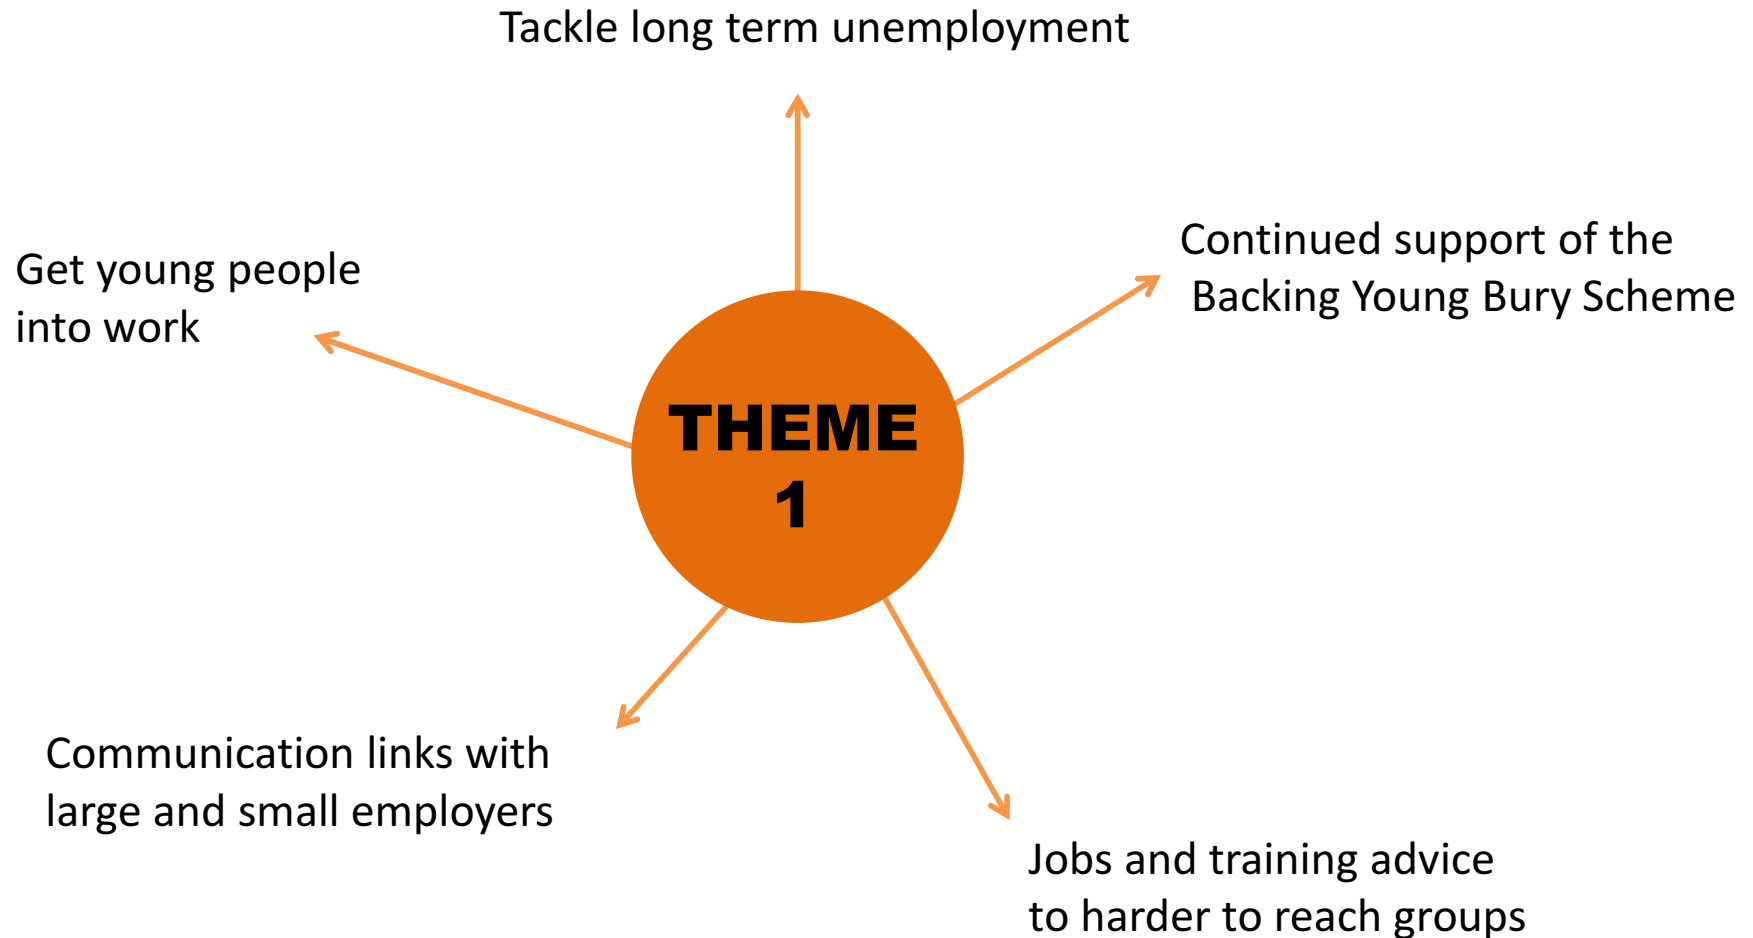 Tackle long term unemployment
Continued support of the
Backing Young Bury Scheme
Get young people
into work
THEME
1
Communication links with
large and small employers
Jobs and training advice
to harder to reach groups